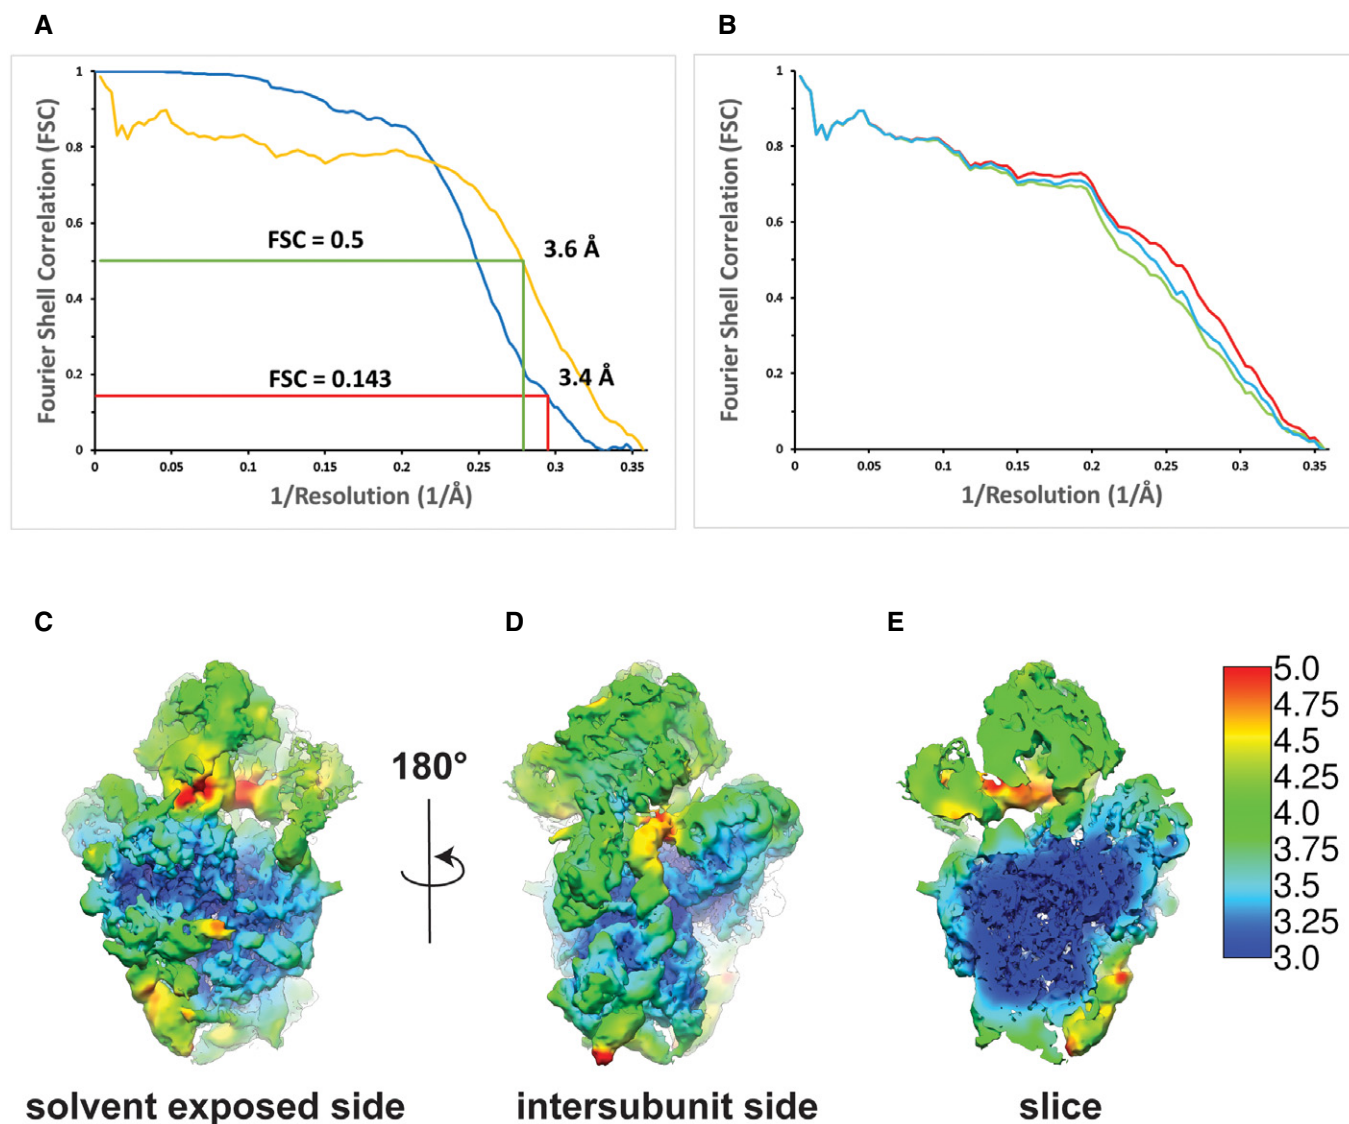 A
B
1
0.8
0.6
0.4
0.2
0
Fourier Shell Correlation (FSC)
FSC = 0.5
3.6 Å
FSC = 0.143
3.4 Å
0
0.05
0.1
0.15
0.2
0.25
0.3
0.35
1/Resolution (1/Å)
1
0.8
0.6
0.4
0.2
0
Fourier Shell Correlation (FSC)
0
0.05
0.1
0.15
0.2
0.25
0.3
0.35
1/Resolution (1/Å)
C
D
E
180°
5.0
4.75
4.5
4.25
4.0
3.75
3.5
3.25
3.0
solvent exposed side
intersubunit side
slice